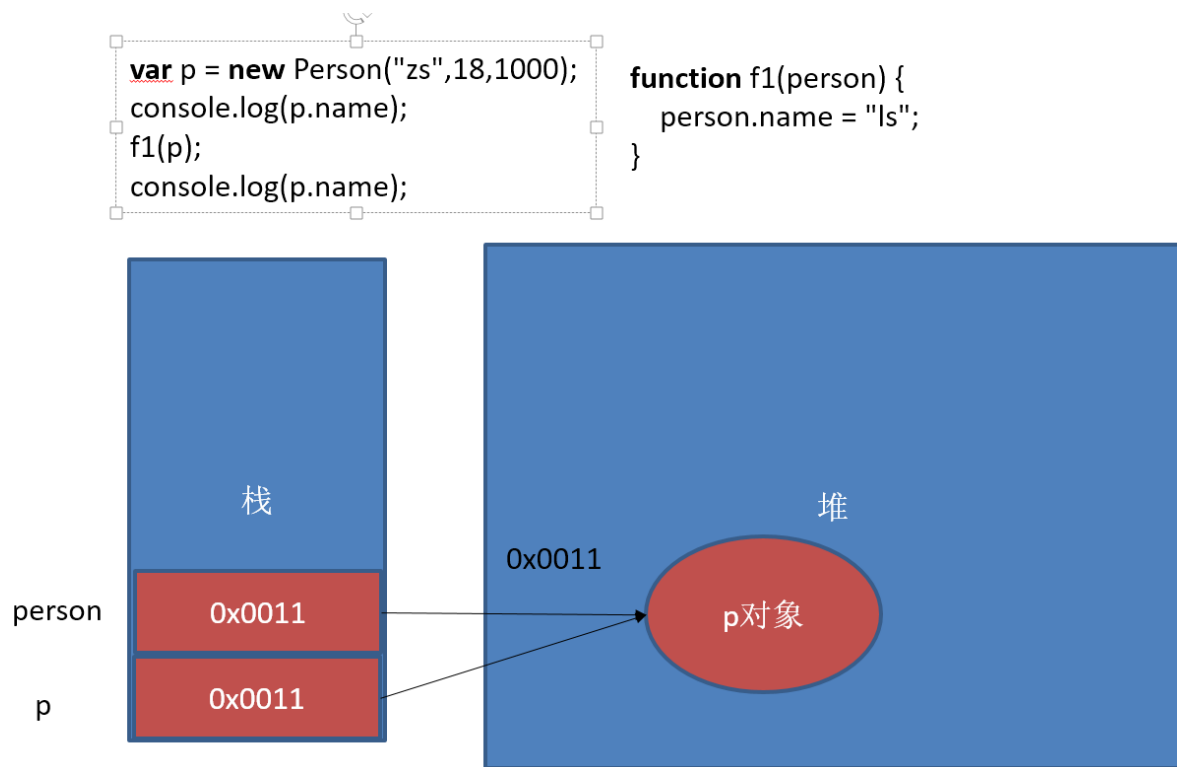 var p = new Person("zs",18,1000);
console.log(p.name);
f1(p);
console.log(p.name);
function f1(person) {
person.name = "ls";
}
栈
堆
0x0011
person
0x0011
p对象
p
0x0011